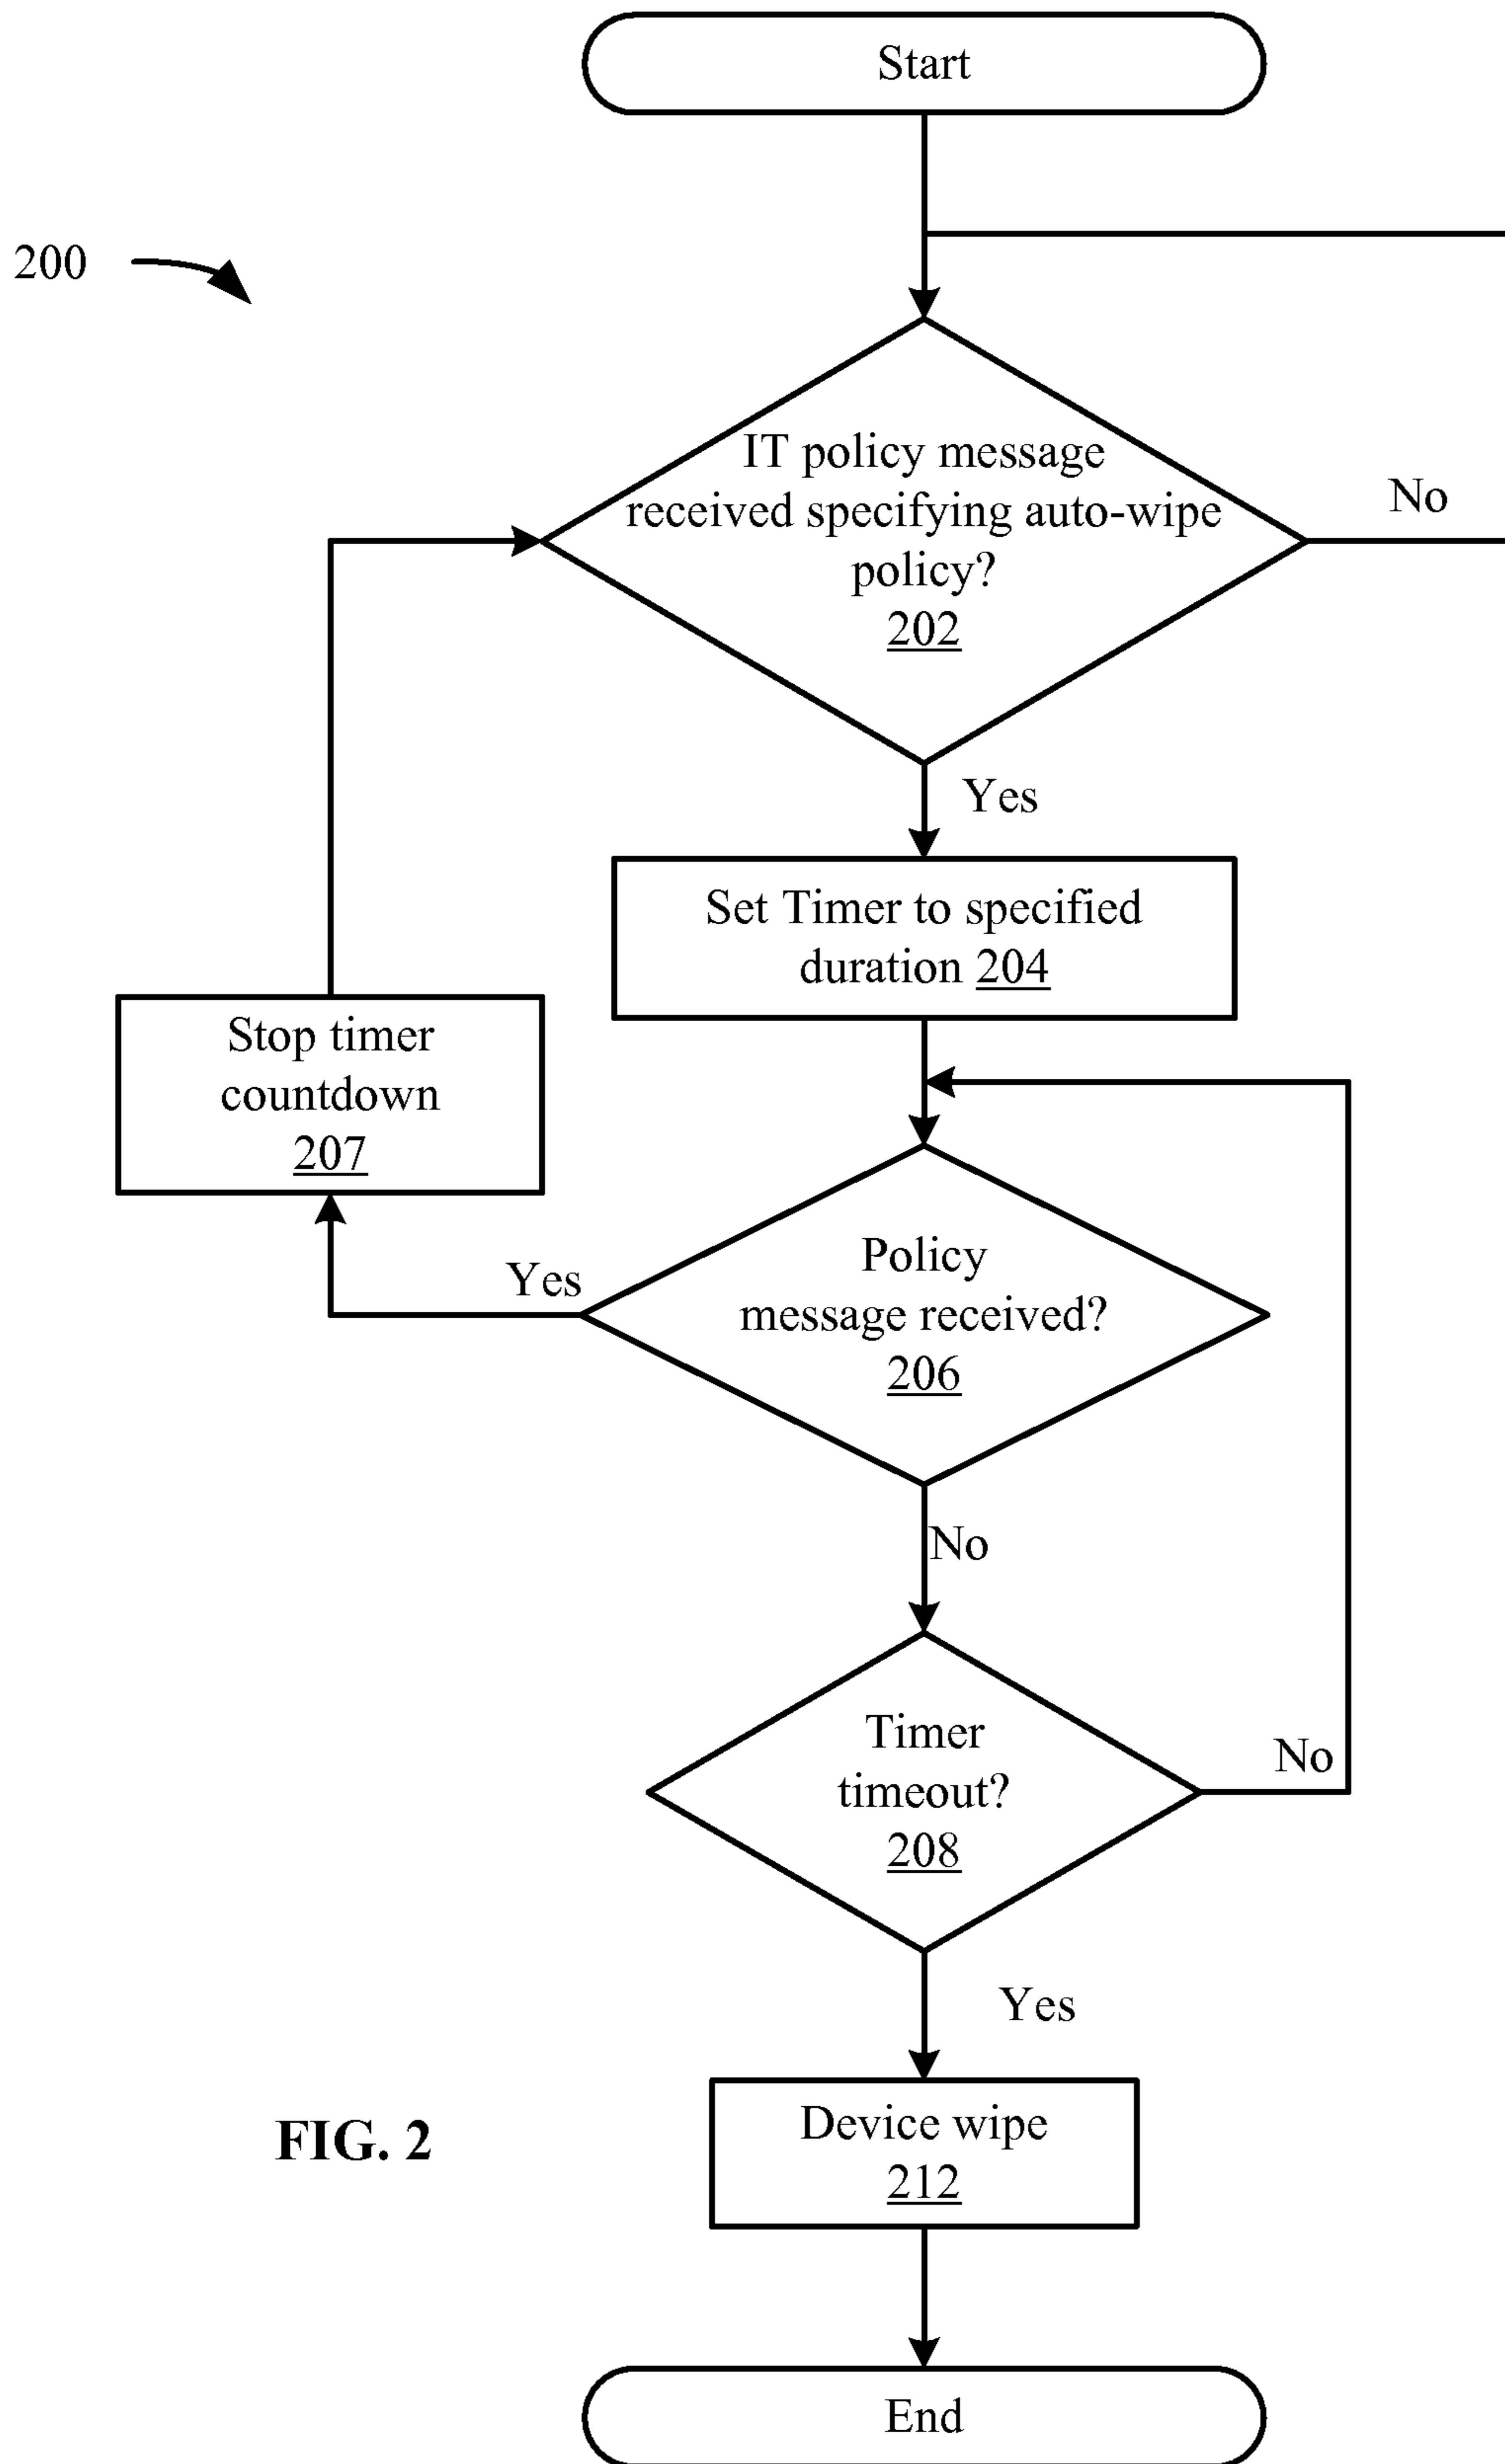 Start
200
IT policy message
received specifying auto-wipe
policy?
202
No
Yes
Set Timer to specified
duration 204
Stop timer
countdown
207
Yes
Policy
message received?
206
No
Timer
timeout?
208
No
Yes
Device wipe
212
FIG. 2
End